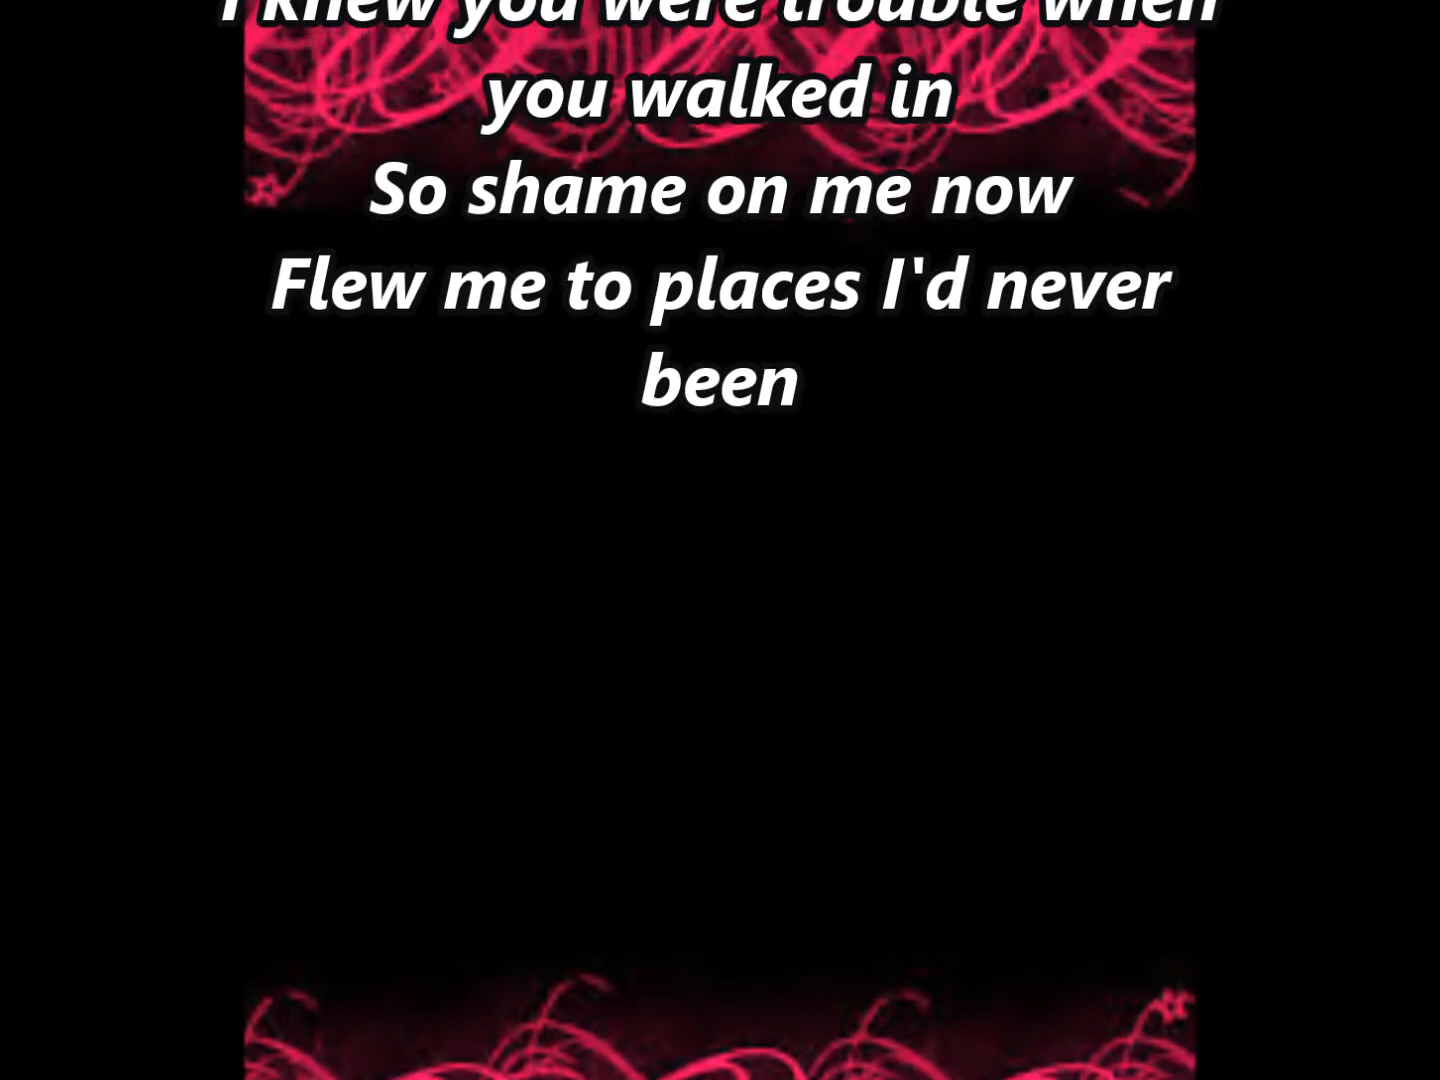 I knew you were trouble when
you walked in
So shame on me now
Flew me to places I'd never
been